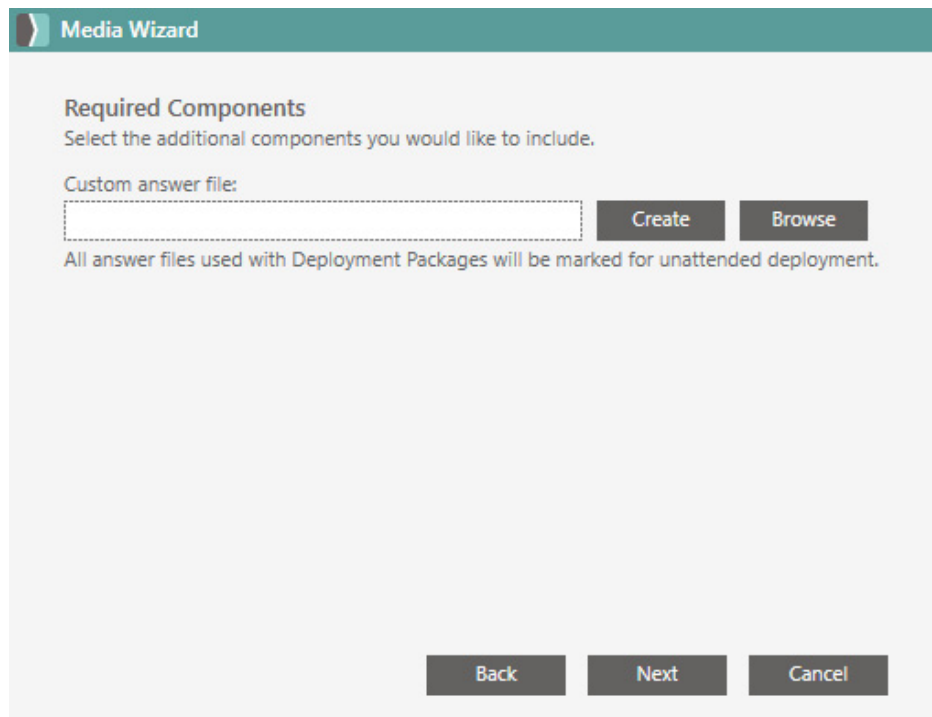 Media Wizard
Required Components
Select the additional components you would like to include.
Custom answer file:
Create Browse
All answer files used with Deployment Packages will be marked for unattended deployment.
Back Next Cancel